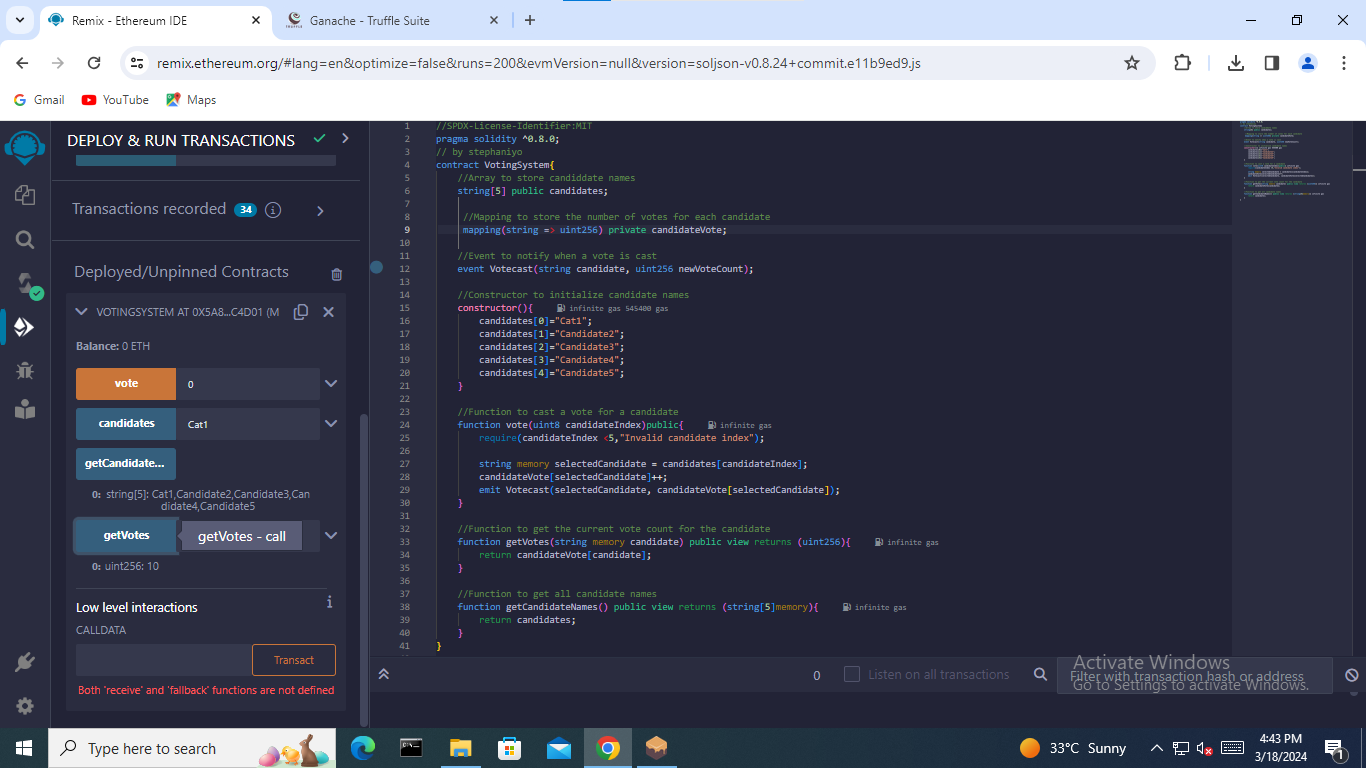 Remix - Ethereum IDE
Ganache - Truffle Suite
remix.ethereum.org/#lang=en&optimize=false&runs=200&evmVersion=null&version=soljson-v0.8.24+commit.e11b9ed9.js
Gmail
YouTube
Maps
DEPLOY & RUN TRANSACTIONS
Transactions recorded 34
Deployed/Unpinned Contracts
VOTINGSYSTEM AT 0X5A8...C4D01 (M
Balance: 0 ETH
vote 0
candidates Cat1
getCandidate...
0: string[5]: Cat1,Candidate2,Candidate3,Can
didate4,Candidate5
getVotes getVotes - call
0: uint256: 10
Low level interactions
CALLDATA
Transact
Both 'receive' and 'fallback' functions are not defined
1 //SPDX-License-Identifier:MIT
2 pragma solidity ^0.8.0;
3 // by stephaniyo
4 contract VotingSystem{
5 //Array to store candiddate names
6 string[5] public candidates;
7
8 //Mapping to store the number of votes for each candidate
9 mapping(string => uint256) private candidateVote;
10
11 //Event to notify when a vote is cast
12 event Votecast(string candidate, uint256 newVoteCount);
13
14 //Constructor to initialize candidate names
15 constructor(){ infinite gas 545400 gas
16 candidates[0]="Cat1";
17 candidates[1]="Candidate2";
18 candidates[2]="Candidate3";
19 candidates[3]="Candidate4";
20 candidates[4]="Candidate5";
21 }
22
23 //Function to cast a vote for a candidate
24 function vote(uint8 candidateIndex)public{ infinite gas
25 require(candidateIndex <5,"Invalid candidate index");
26
27 string memory selectedCandidate = candidates[candidateIndex];
28 candidateVote[selectedCandidate]++;
29 emit Votecast(selectedCandidate, candidateVote[selectedCandidate]);
30 }
31
32 //Function to get the current vote count for the candidate
33 function getVotes(string memory candidate) public view returns (uint256){ infinite gas
34 return candidateVote[candidate];
35 }
36
37 //Function to get all candidate names
38 function getCandidateNames() public view returns (string[5]memory){ infinite gas
39 return candidates;
40 }
41 }
0 Listen on all transactions
Filter with transaction hash or address
Activate Windows
Go to Settings to activate Windows.
Type here to search
33°C Sunny
4:43 PM
3/18/2024
1